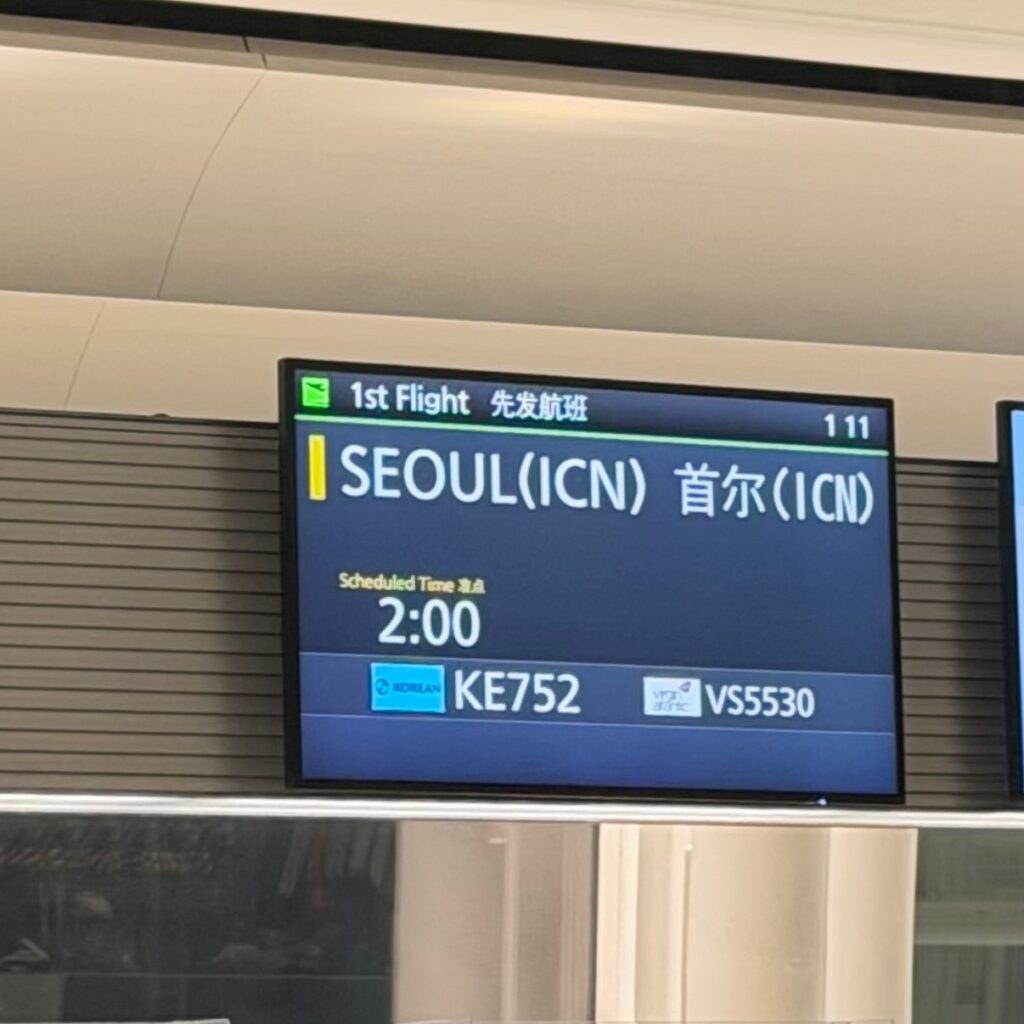 1st Flight 先发航班 1 11
SEOUL(ICN) 首尔(ICN)
Scheduled Time 准点
2:00
KOREAN KE752 VS5530